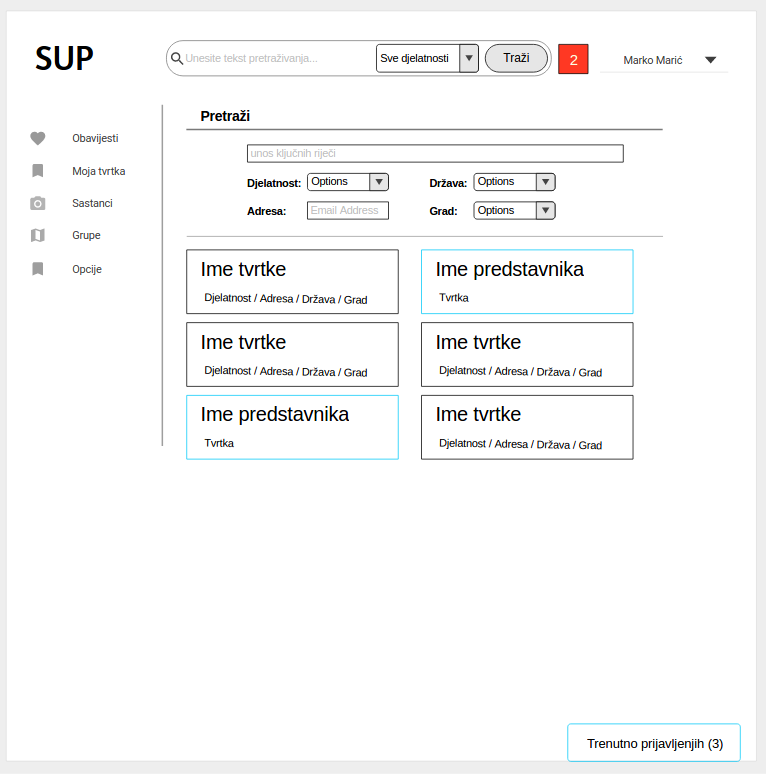 SUP
Unesite tekst pretraživanja...
Sve djelatnosti
Traži
2
Marko Marić
Obavijesti
Moja tvrtka
Sastanci
Grupe
Opcije
Pretraži
unos ključnih riječi
Djelatnost: Options
Država: Options
Adresa: Email Address
Grad: Options
Ime tvrtke
Djelatnost / Adresa / Država / Grad
Ime predstavnika
Tvrtka
Ime tvrtke
Djelatnost / Adresa / Država / Grad
Ime tvrtke
Djelatnost / Adresa / Država / Grad
Ime predstavnika
Tvrtka
Ime tvrtke
Djelatnost / Adresa / Država / Grad
Trenutno prijavljenjih (3)